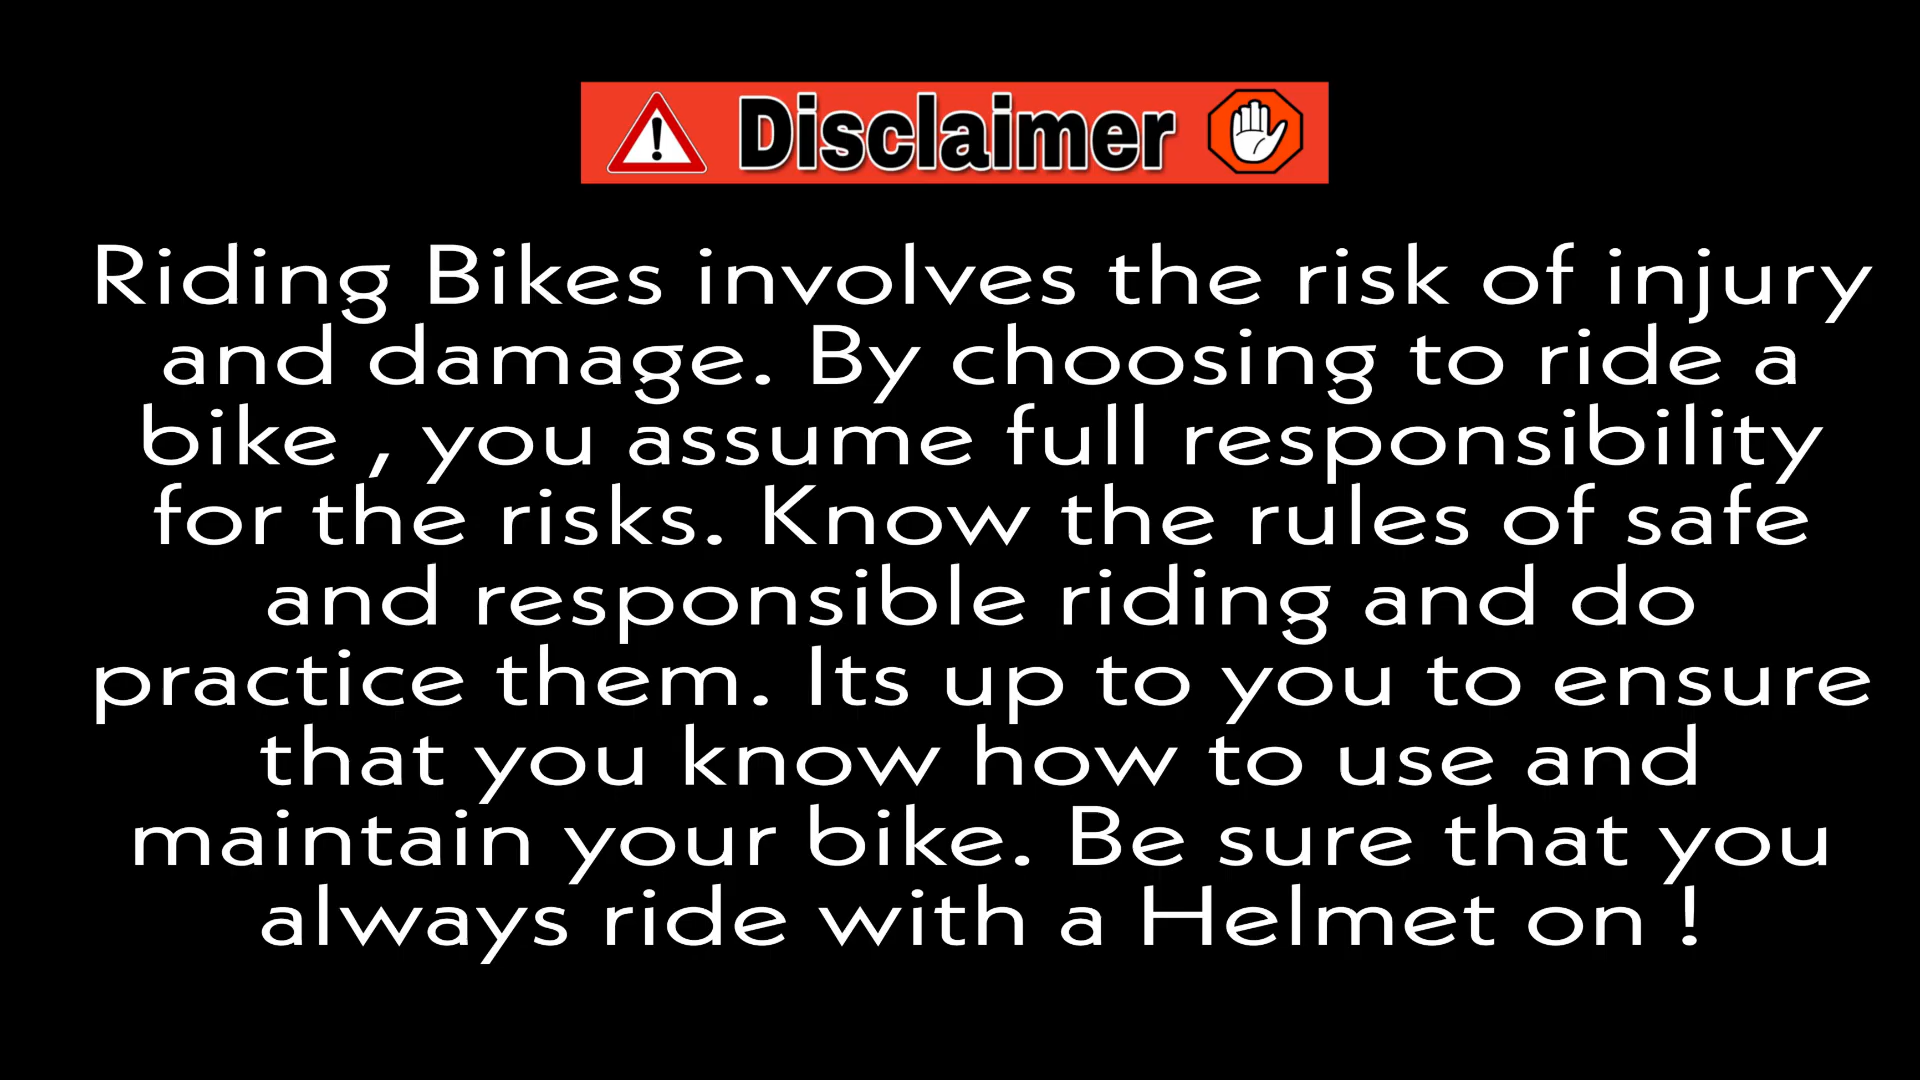 Disclaimer
Riding Bikes involves the risk of injury
and damage. By choosing to ride a
bike , you assume full responsibility
for the risks. Know the rules of safe
and responsible riding and do
practice them. Its up to you to ensure
that you know how to use and
maintain your bike. Be sure that you
always ride with a Helmet on !